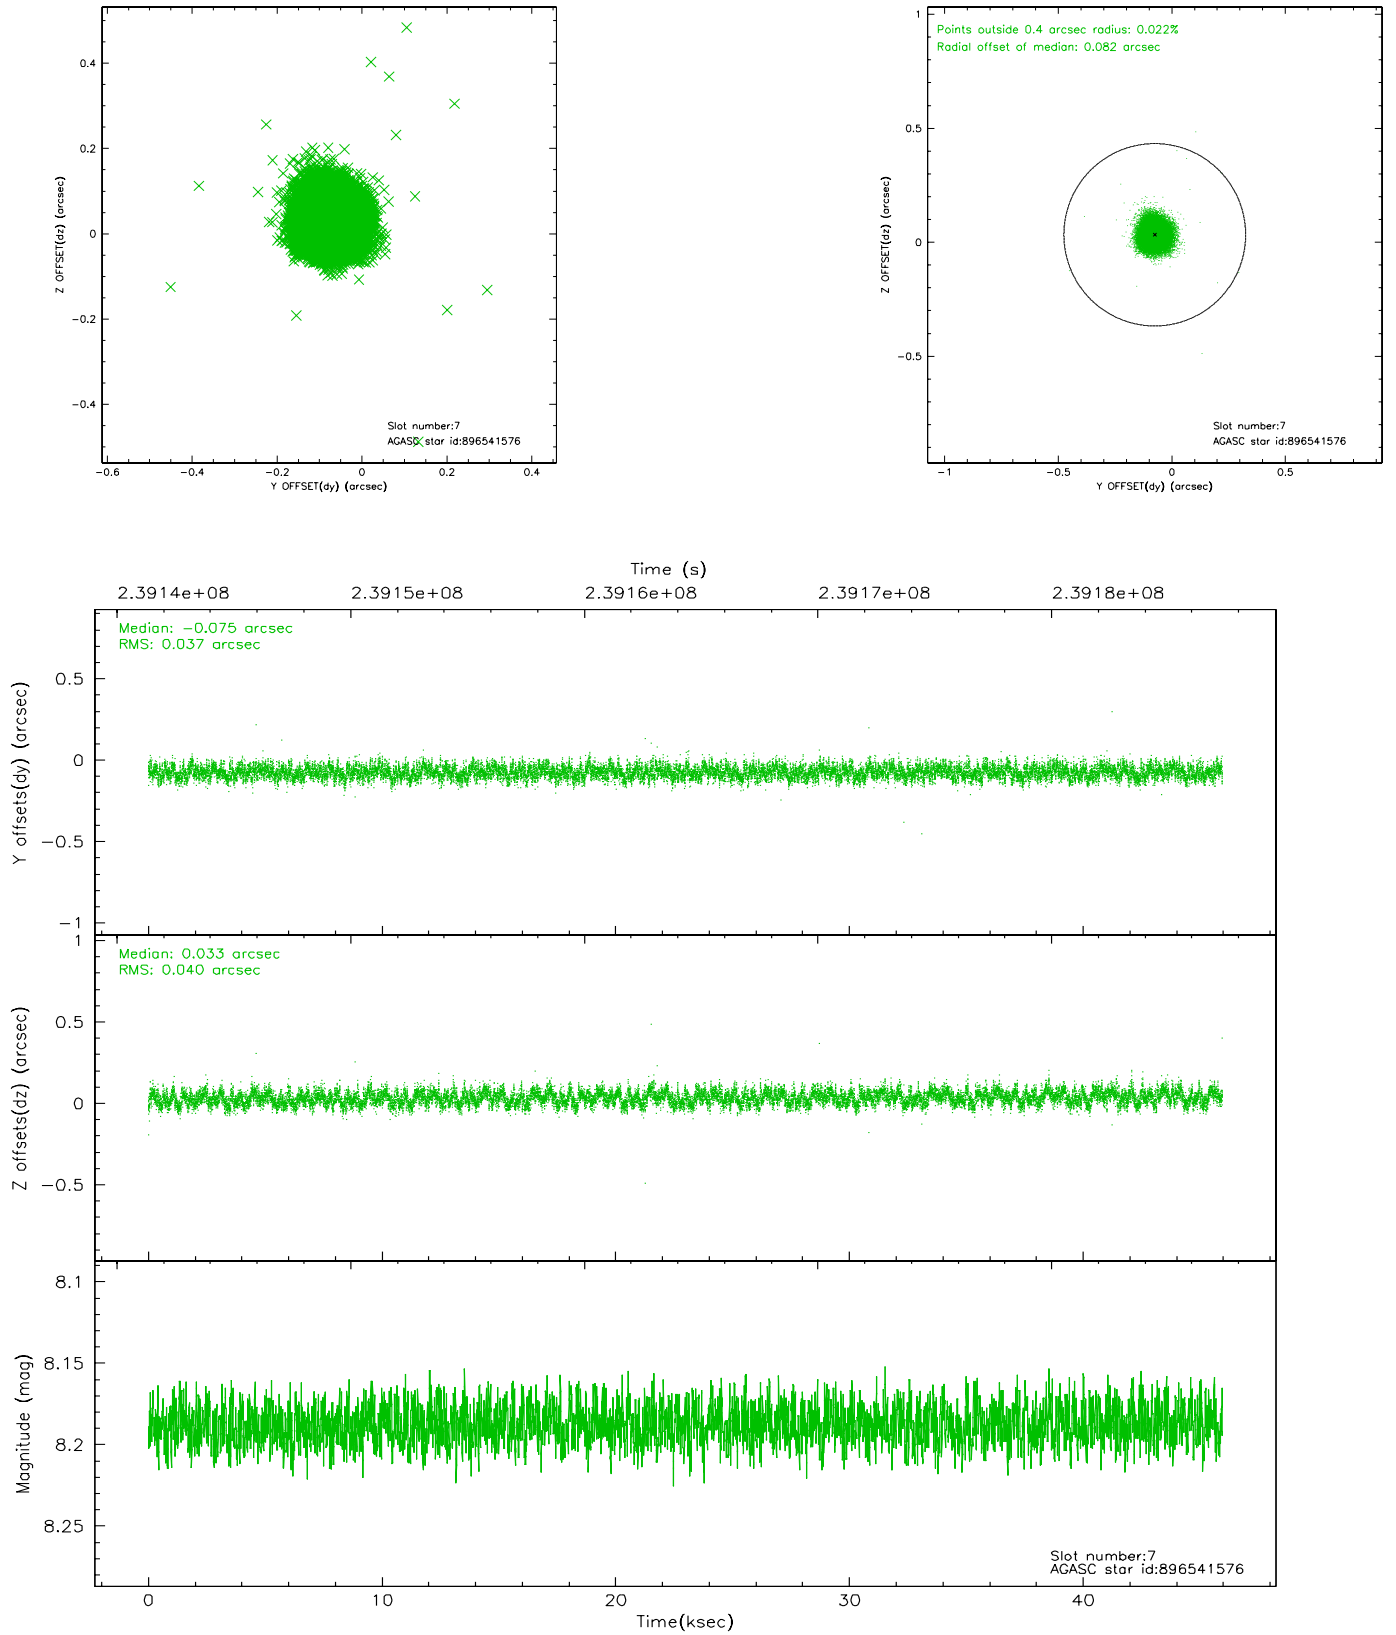 0.4
0.2
0
-0.2
-0.4
Z OFFSET(dz) (arcsec)
Slot number:7
AGASC star id:896541576
-0.6 -0.4 -0.2 0 0.2 0.4
Y OFFSET(dy) (arcsec)
Points outside 0.4 arcsec radius: 0.022%
Radial offset of median: 0.082 arcsec
1
0.5
0
-0.5
Z OFFSET(dz) (arcsec)
Slot number:7
AGASC star id:896541576
-1 -0.5 0 0.5
Y OFFSET(dy) (arcsec)
Time (s)
2.3914e+08 2.3915e+08 2.3916e+08 2.3917e+08 2.3918e+08
Median: -0.075 arcsec
RMS: 0.037 arcsec
0.5
0
-0.5
-1
Y offsets(dy) (arcsec)
Median: 0.033 arcsec
RMS: 0.040 arcsec
1
0.5
0
-0.5
Z offsets(dz) (arcsec)
8.1
8.15
8.2
8.25
Magnitude (mag)
Slot number:7
AGASC star id:896541576
0 10 20 30 40
Time(ksec)